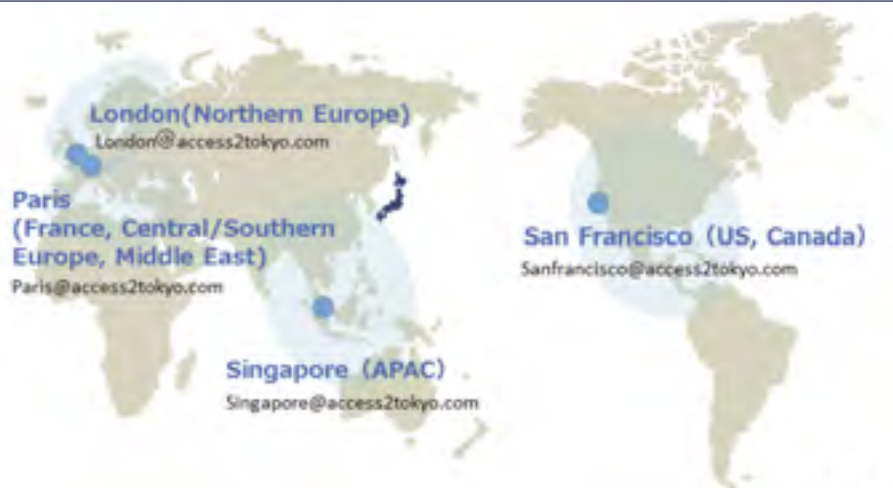 London(Northern Europe)
London@access2tokyo.com
Paris
(France, Central/Southern
Europe, Middle East)
Paris@access2tokyo.com
San Francisco（US, Canada）
Sanfrancisco@access2tokyo.com
Singapore（APAC）
Singapore@access2tokyo.com